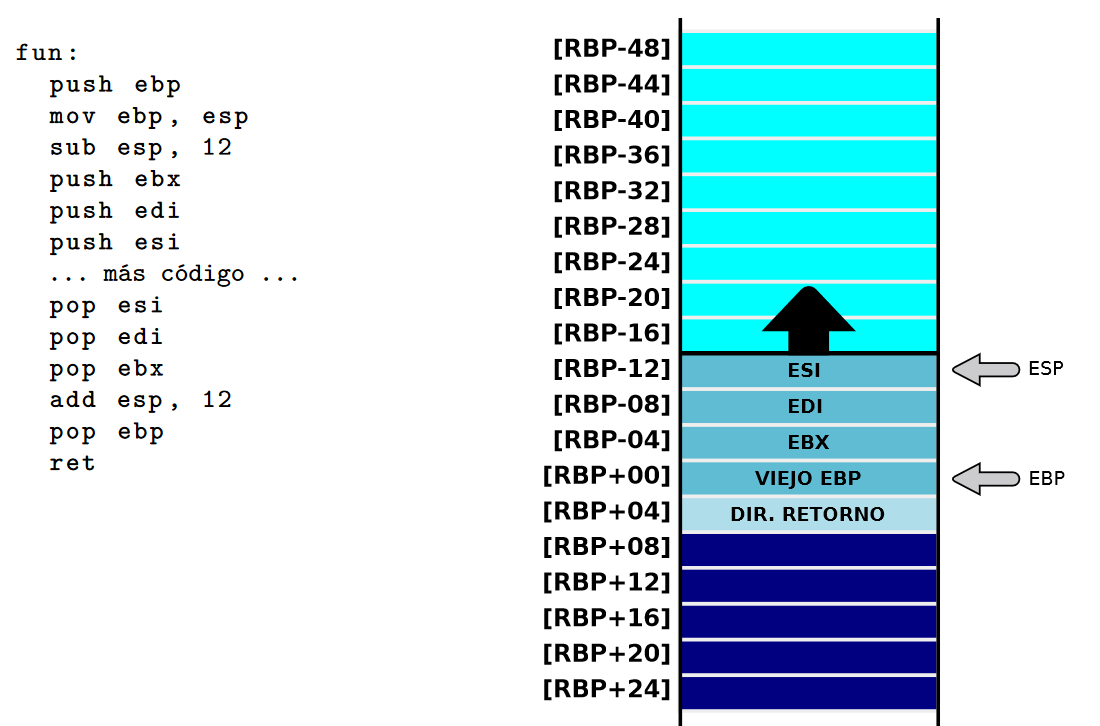 fun:
push ebp
mov ebp, esp
sub esp, 12
push ebx
push edi
push esi
... más código ...
pop esi
pop edi
pop ebx
add esp, 12
pop ebp
ret
[RBP-48]
[RBP-44]
[RBP-40]
[RBP-36]
[RBP-32]
[RBP-28]
[RBP-24]
[RBP-20]
[RBP-16]
[RBP-12] ESI ESP
[RBP-08] EDI
[RBP-04] EBX
[RBP+00] VIEJO EBP EBP
[RBP+04] DIR. RETORNO
[RBP+08]
[RBP+12]
[RBP+16]
[RBP+20]
[RBP+24]